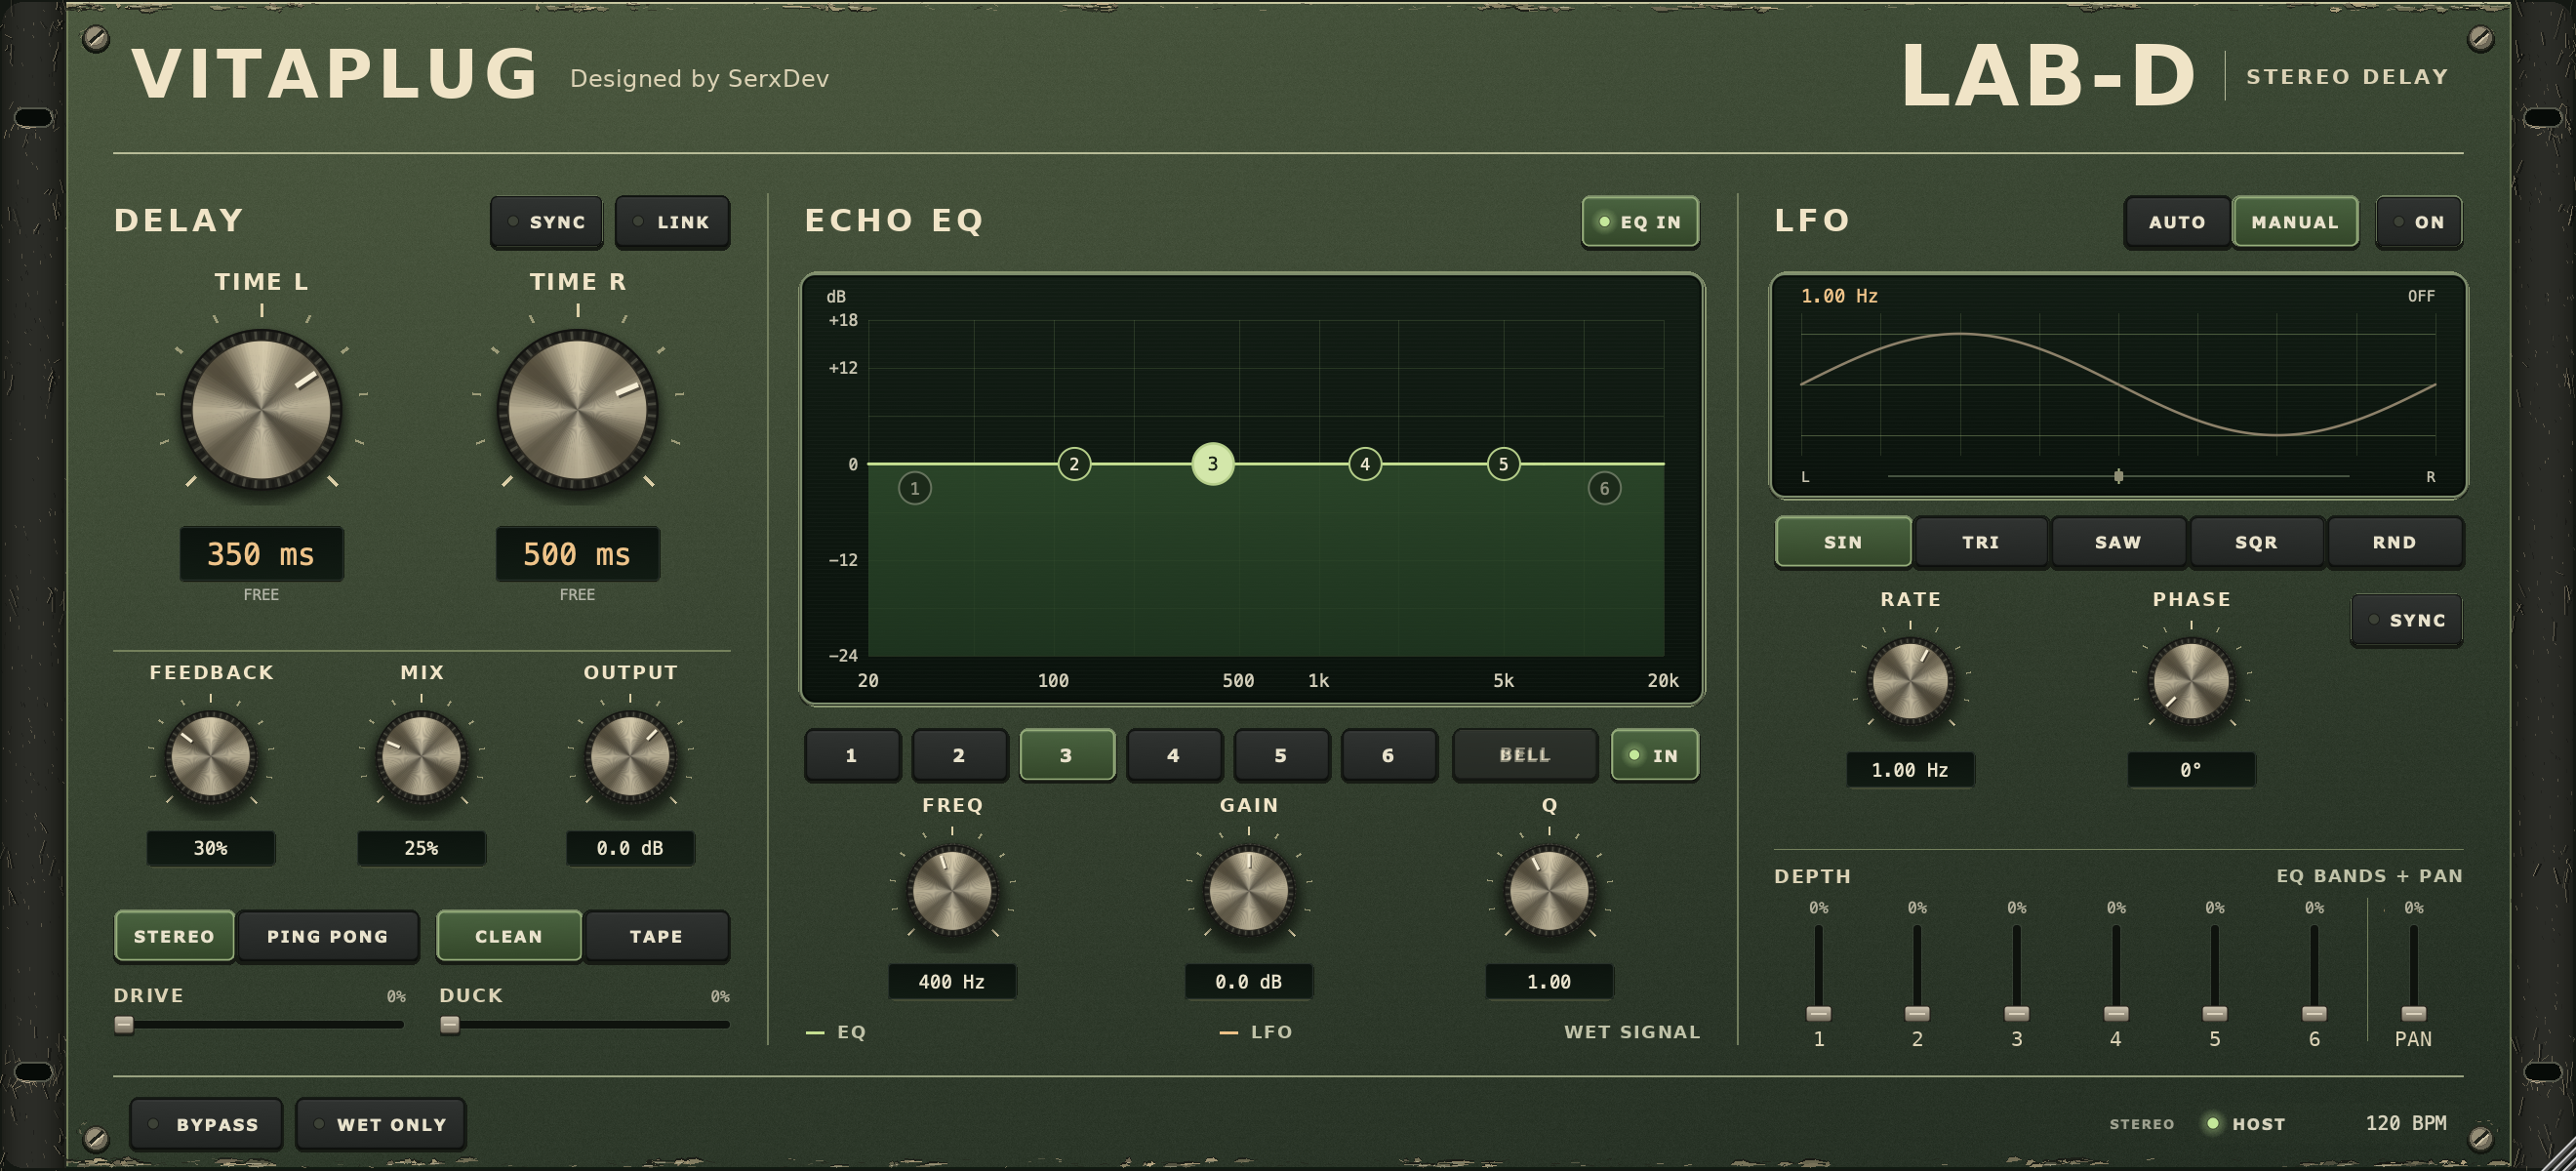 VITAPLUG Designed by SerxDev
LAB-D STEREO DELAY
DELAY SYNC LINK
TIME L TIME R
350 ms 500 ms
FREE FREE
FEEDBACK MIX OUTPUT
30% 25% 0.0 dB
STEREO PING PONG CLEAN TAPE
DRIVE 0% DUCK 0%
ECHO EQ EQ IN
dB
+18
+12
0 2 3 4 5
1 6
−12
−24
20 100 500 1k 5k 20k
1 2 3 4 5 6 BELL IN
FREQ GAIN Q
400 Hz 0.0 dB 1.00
EQ LFO WET SIGNAL
LFO AUTO MANUAL ON
1.00 Hz OFF
L R
SIN TRI SAW SQR RND
RATE PHASE SYNC
1.00 Hz 0°
DEPTH EQ BANDS + PAN
0% 0% 0% 0% 0% 0% 0%
1 2 3 4 5 6 PAN
BYPASS WET ONLY STEREO HOST 120 BPM